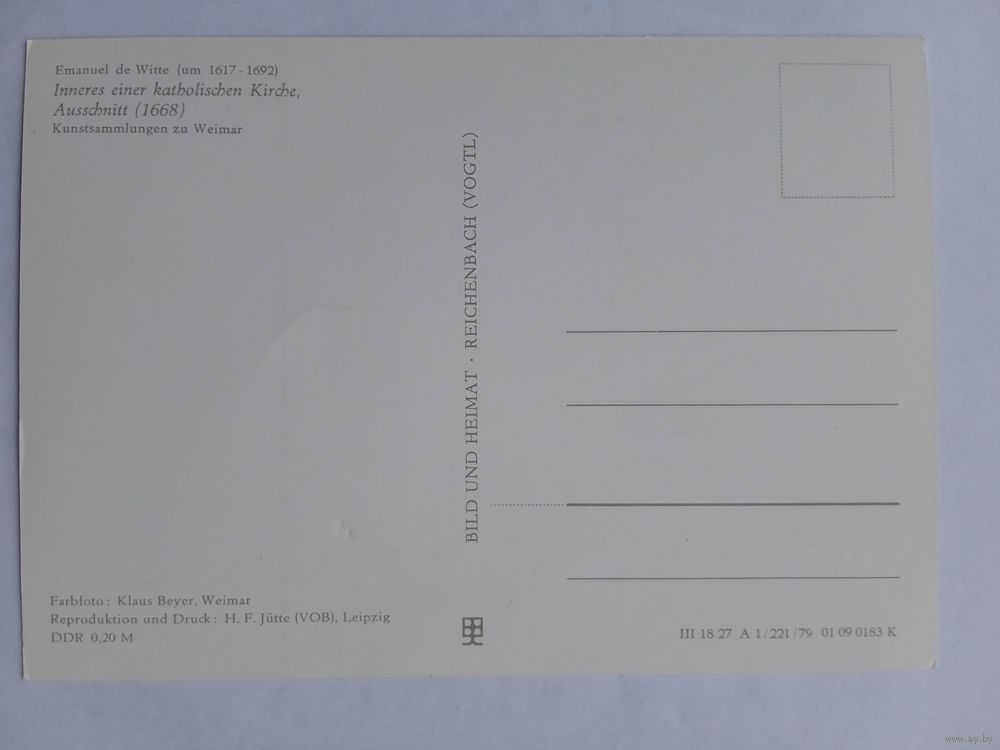 Emanuel de Witte (um 1617-1692)
Inneres einer katholischen Kirche,
Ausschnitt (1668)
Kunstsammlungen zu Weimar
BILD UND HEIMAT · REICHENBACH (VOGTL)
Farbfoto: Klaus Beyer, Weimar
Reproduktion und Druck: H. F. Jütte (VOB), Leipzig
DDR 0,20 M
III 18 27 A 1/221/79 01 09 0183 K
www.ay.by